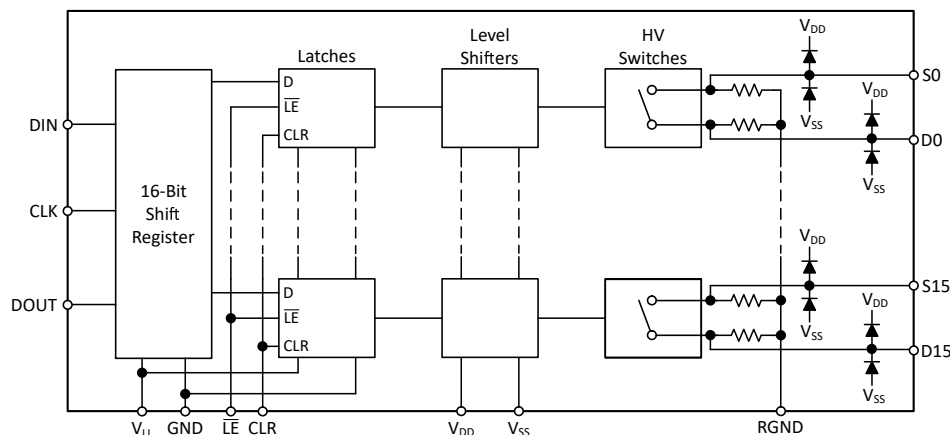 Latches
Level
Shifters
HV
Switches
VDD
S0
D
LE
CLR
VSS
VDD
D0
VSS
DIN
CLK
DOUT
16-Bit
Shift
Register
D
LE
CLR
VDD
S15
VSS
VDD
D15
VSS
VLL
GND
LE
CLR
VDD
VSS
RGND